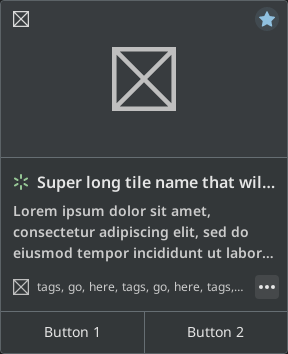 Super long tile name that wil...
Lorem ipsum dolor sit amet,
consectetur adipiscing elit, sed do
eiusmod tempor incididunt ut labor...
tags, go, here, tags, go, here, tags,...
Button 1
Button 2